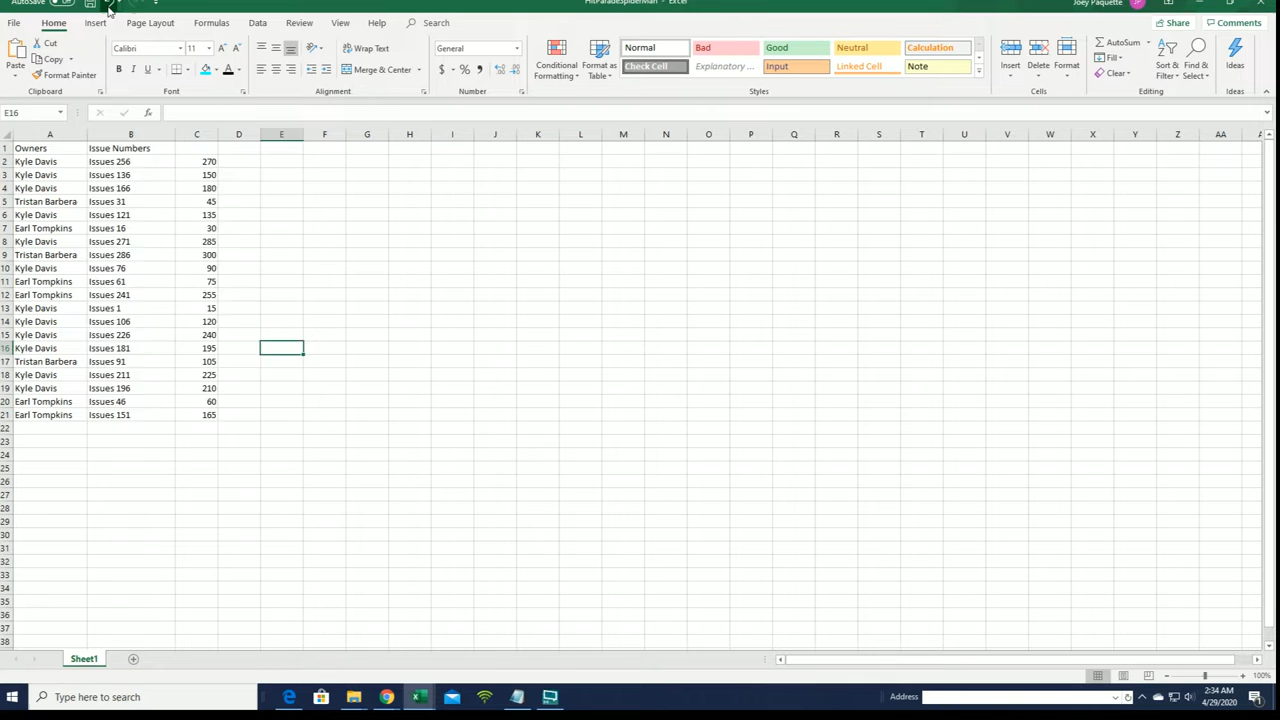 AutoSave Off HitParadeSpiderMan - Excel Joey Paquette JP
File Home Insert Page Layout Formulas Data Review View Help Search Share Comments
Paste Cut Copy Format Painter Clipboard
Calibri 11 B I U A Font
Wrap Text Merge & Center Alignment
General $ % , Number
Conditional Formatting Format as Table
Normal Bad Good Neutral Calculation
Check Cell Explanatory ... Input Linked Cell Note
Styles
Insert Delete Format Cells
AutoSum Fill Clear Sort & Filter Find & Select Editing
Ideas Ideas
E16 fx
A B C D E F G H I J K L M N O P Q R S T U V W X Y Z AA
1 Owners Issue Numbers
2 Kyle Davis Issues 256 270
3 Kyle Davis Issues 136 150
4 Kyle Davis Issues 166 180
5 Tristan Barbera Issues 31 45
6 Kyle Davis Issues 121 135
7 Earl Tompkins Issues 16 30
8 Kyle Davis Issues 271 285
9 Tristan Barbera Issues 286 300
10 Kyle Davis Issues 76 90
11 Earl Tompkins Issues 61 75
12 Earl Tompkins Issues 241 255
13 Kyle Davis Issues 1 15
14 Kyle Davis Issues 106 120
15 Kyle Davis Issues 226 240
16 Kyle Davis Issues 181 195
17 Tristan Barbera Issues 91 105
18 Kyle Davis Issues 211 225
19 Kyle Davis Issues 196 210
20 Earl Tompkins Issues 46 60
21 Earl Tompkins Issues 151 165
22
23
24
25
26
27
28
29
30
31
32
33
34
35
36
37
38
Sheet1
100%
Type here to search Address 2:34 AM
4/29/2020